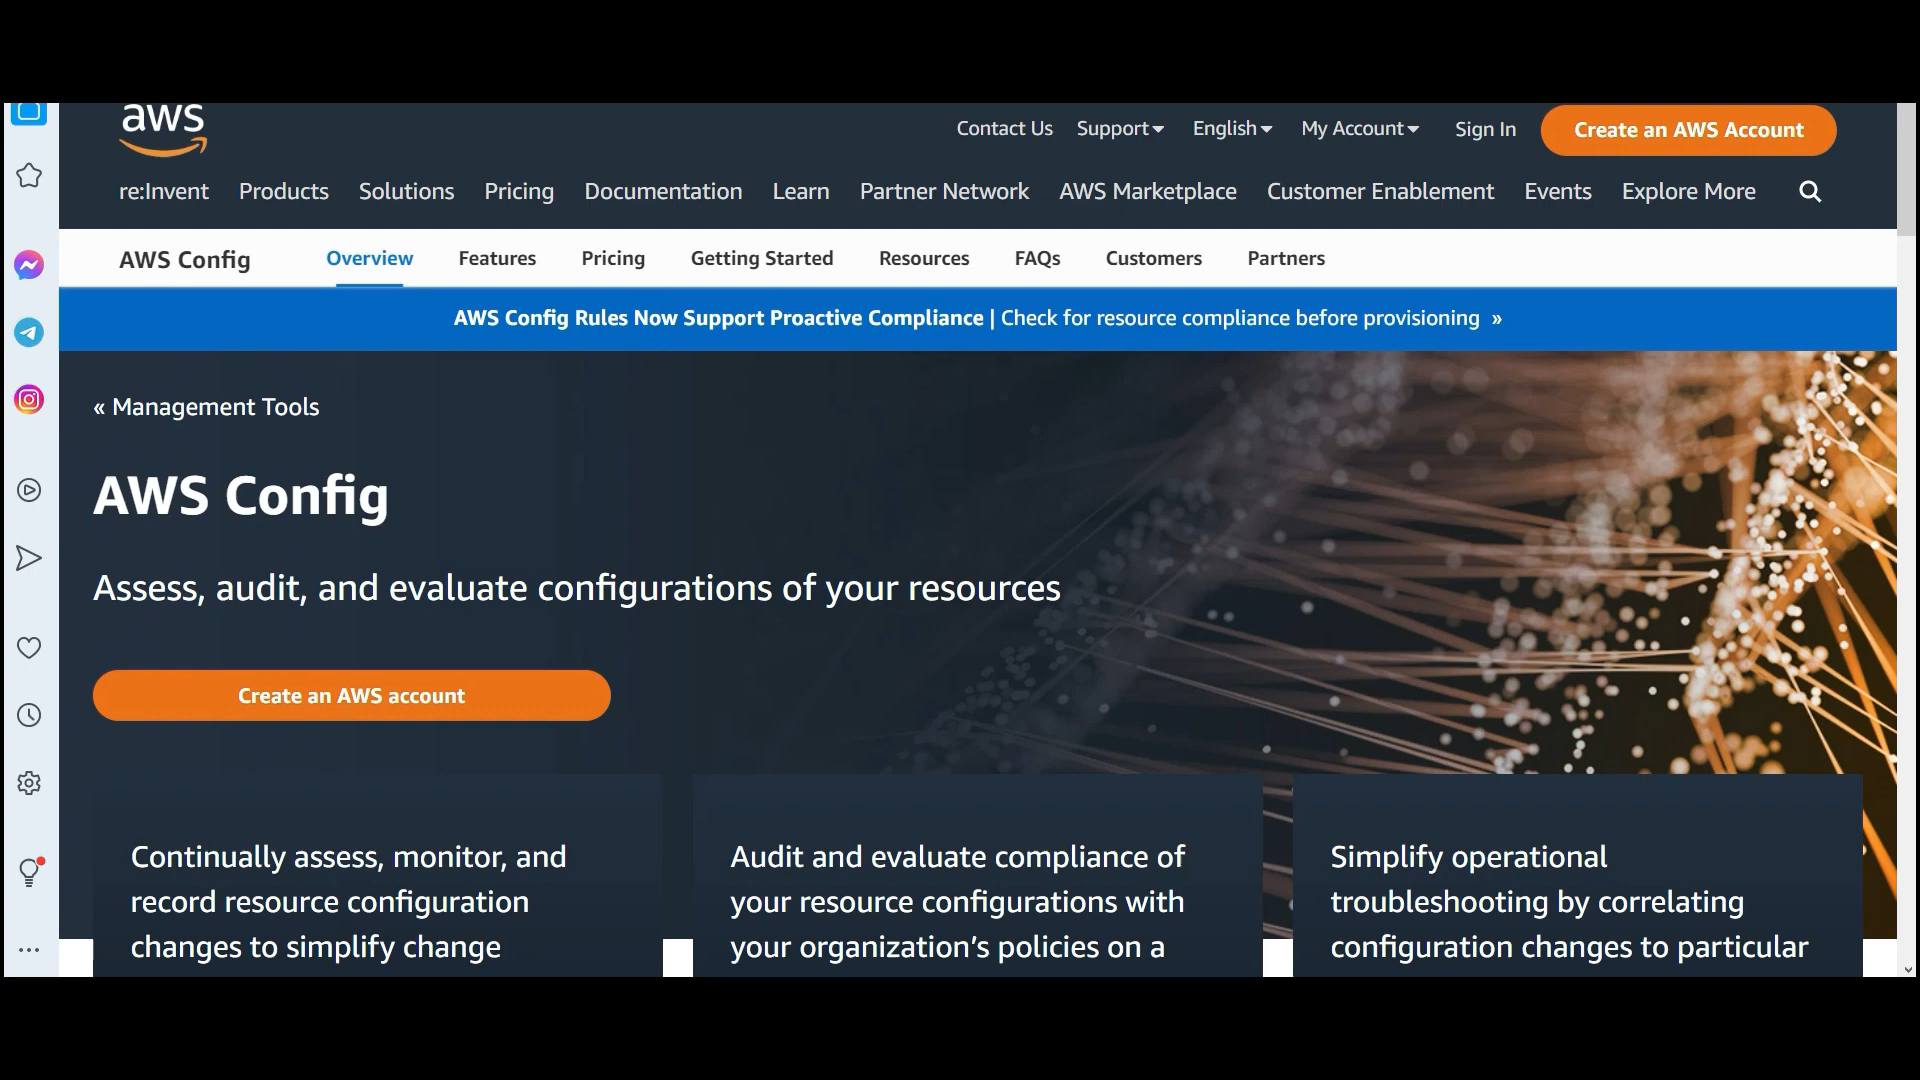 aws
Contact Us Support English My Account Sign In Create an AWS Account
re:Invent Products Solutions Pricing Documentation Learn Partner Network AWS Marketplace Customer Enablement Events Explore More
AWS Config Overview Features Pricing Getting Started Resources FAQs Customers Partners
AWS Config Rules Now Support Proactive Compliance | Check for resource compliance before provisioning »
« Management Tools
AWS Config
Assess, audit, and evaluate configurations of your resources
Create an AWS account
Continually assess, monitor, and
record resource configuration
changes to simplify change
Audit and evaluate compliance of
your resource configurations with
your organization’s policies on a
Simplify operational
troubleshooting by correlating
configuration changes to particular